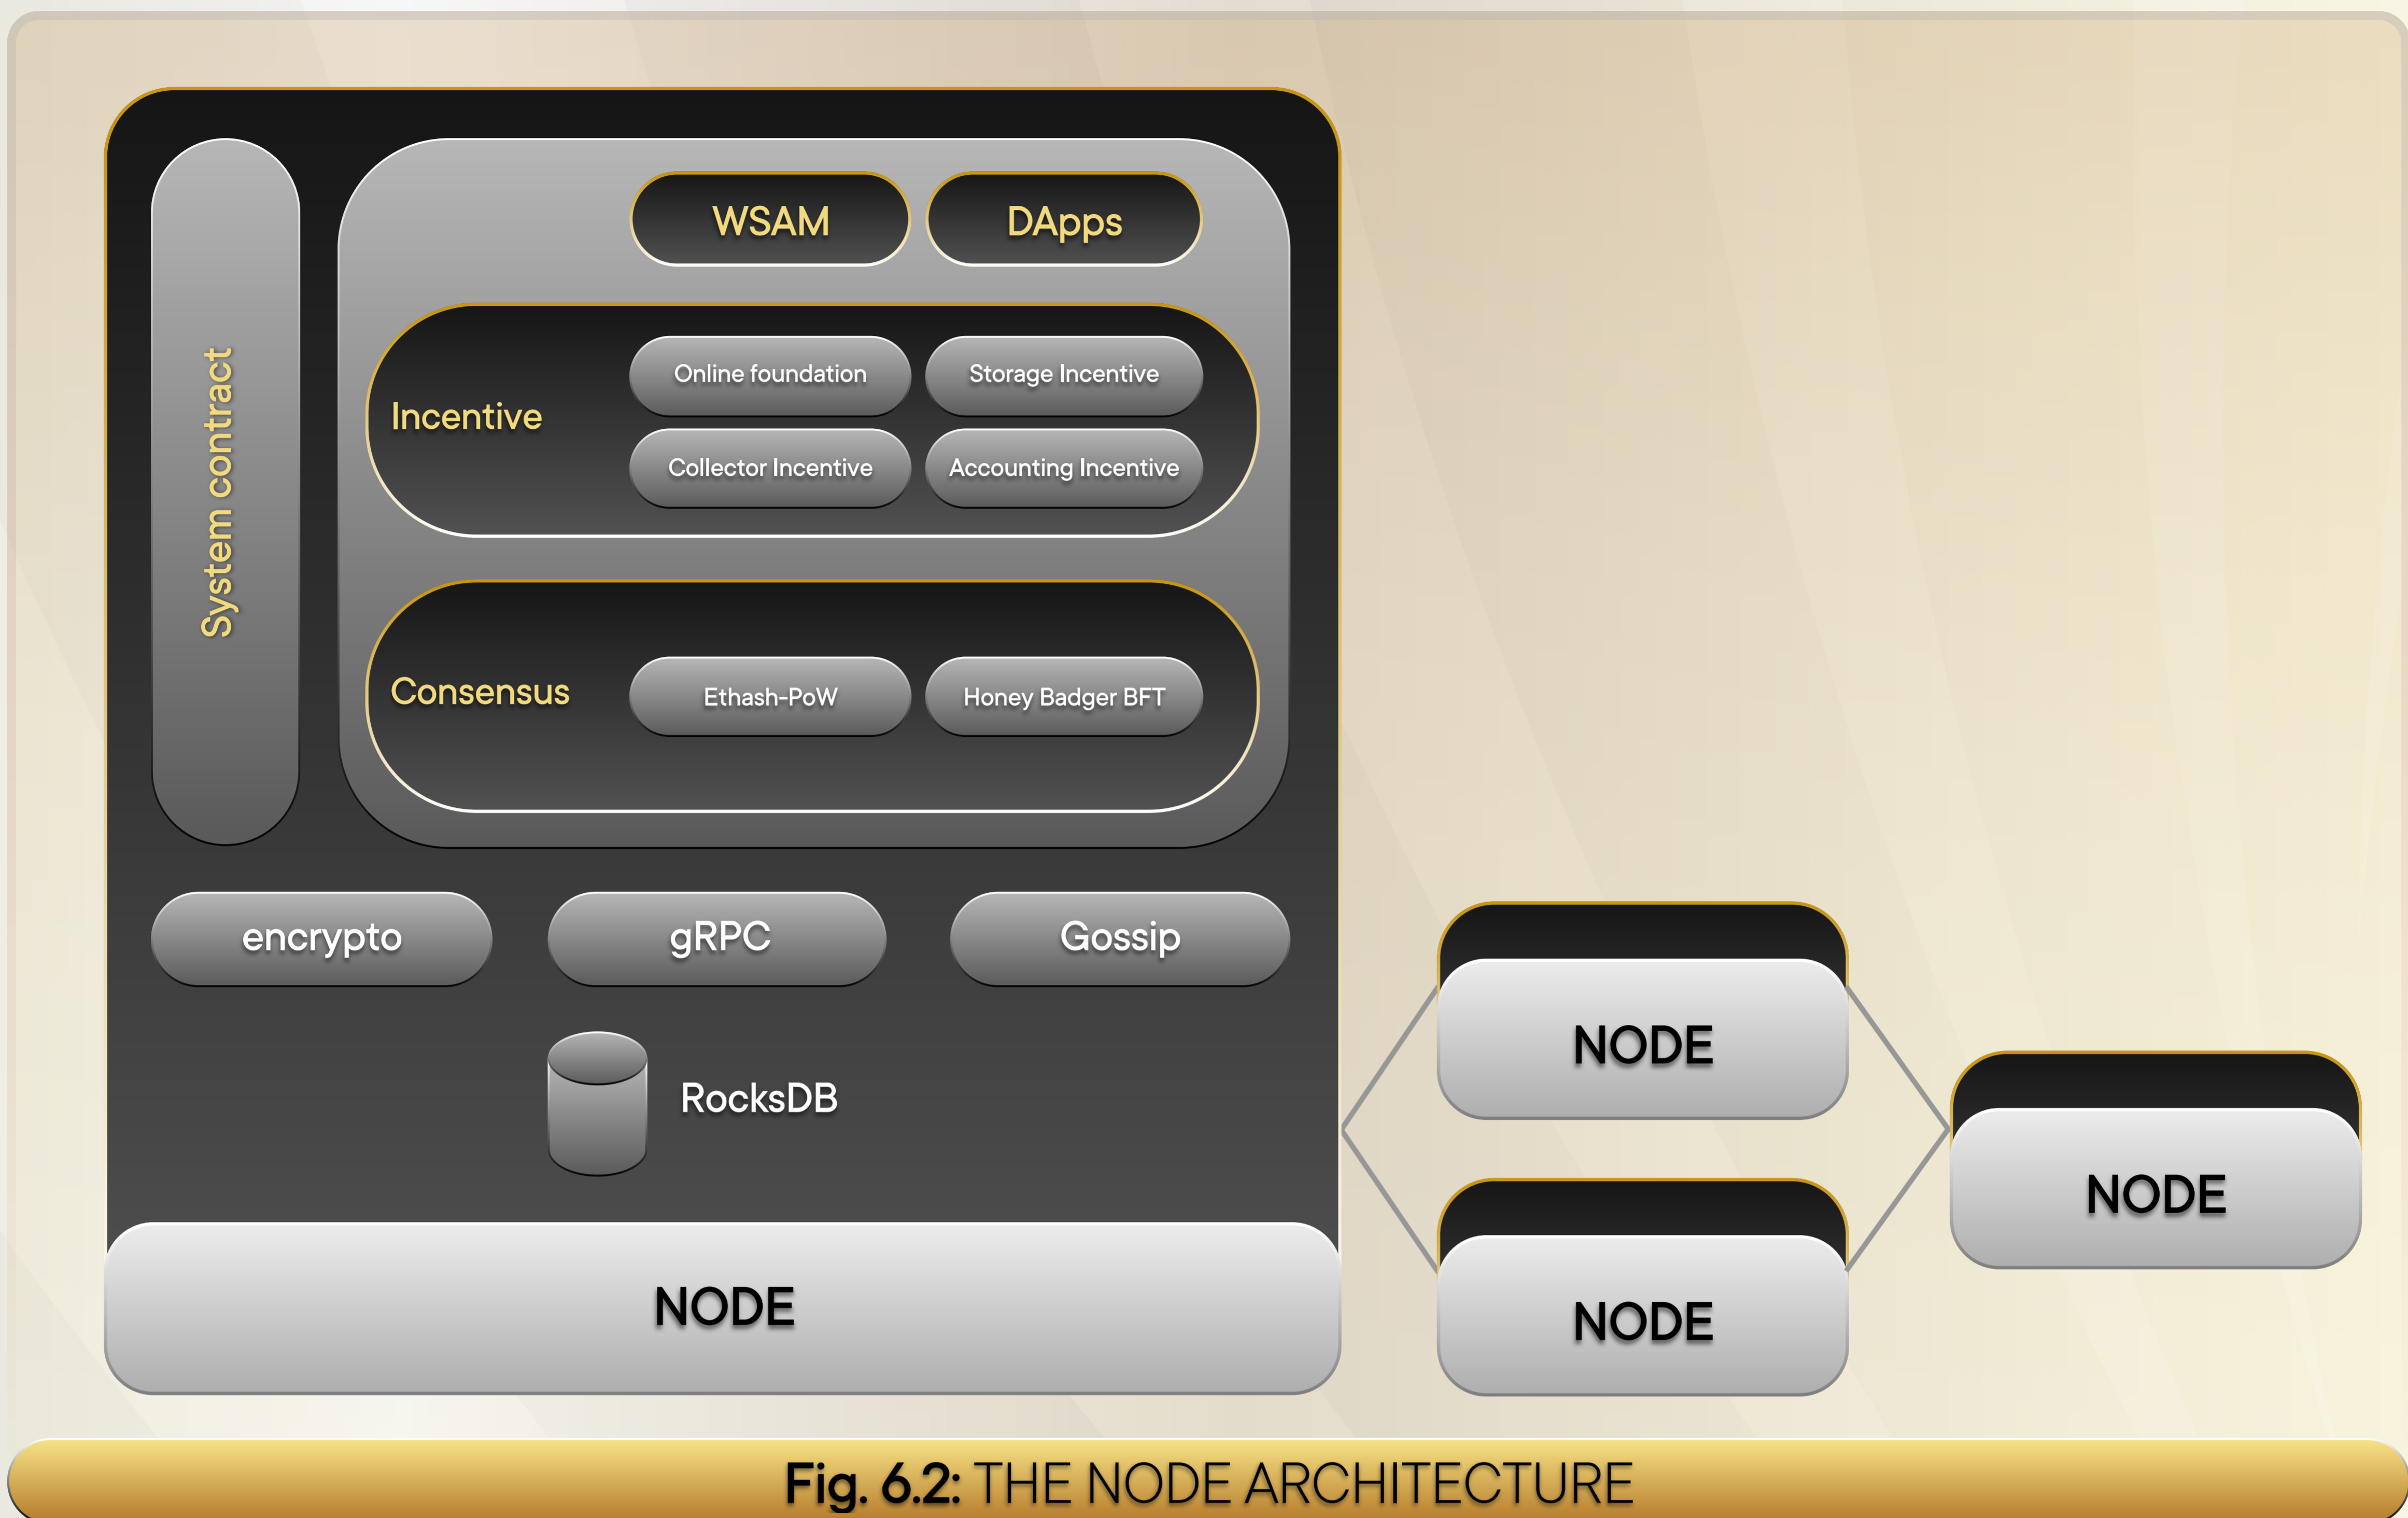 WSAM
DApps
System contract
Incentive
Online foundation
Storage Incentive
Collector Incentive
Accounting Incentive
Consensus
Ethash-PoW
Honey Badger BFT
encrypto
gRPC
Gossip
RocksDB
NODE
NODE
NODE
NODE
Fig. 6.2: THE NODE ARCHITECTURE